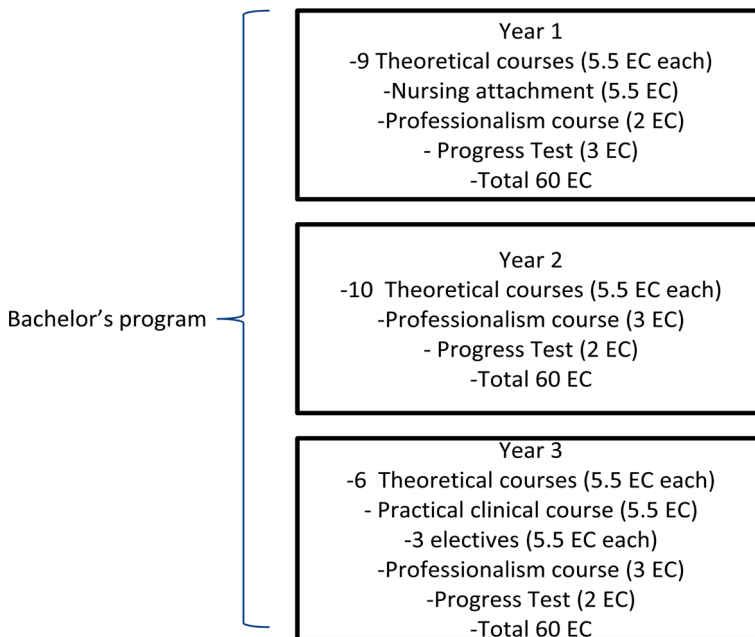 Bachelor’s program
Year 1
-9 Theoretical courses (5.5 EC each)
-Nursing attachment (5.5 EC)
-Professionalism course (2 EC)
- Progress Test (3 EC)
-Total 60 EC
Year 2
-10  Theoretical courses (5.5 EC each)
-Professionalism course (3 EC)
- Progress Test (2 EC)
-Total 60 EC
Year 3
-6  Theoretical courses (5.5 EC each)
- Practical clinical course (5.5 EC)
-3 electives (5.5 EC each)
-Professionalism course (3 EC)
-Progress Test (2 EC)
-Total 60 EC